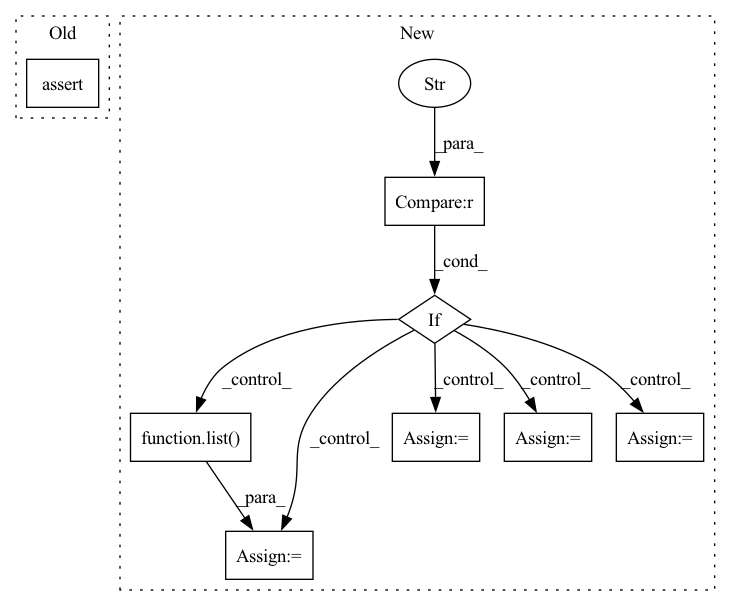 Old
New
assert
Str
_para_
Compare:r
_cond_
If
_control_
_control_
_control_
_control_
_control_
function.list()
Assign:=
Assign:=
Assign:=
_para_
Assign:=